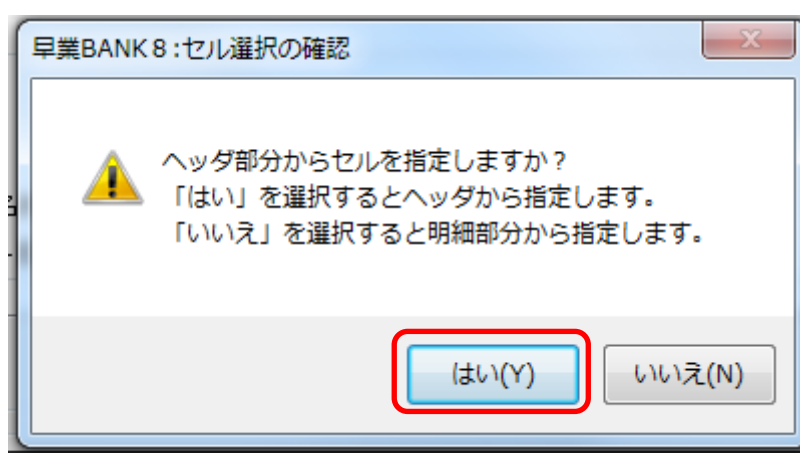 早業BANK８:セル選択の確認
ヘッダ部分からセルを指定しますか？
「はい」を選択するとヘッダから指定します。
「いいえ」を選択すると明細部分から指定します。
はい(Y)
いいえ(N)